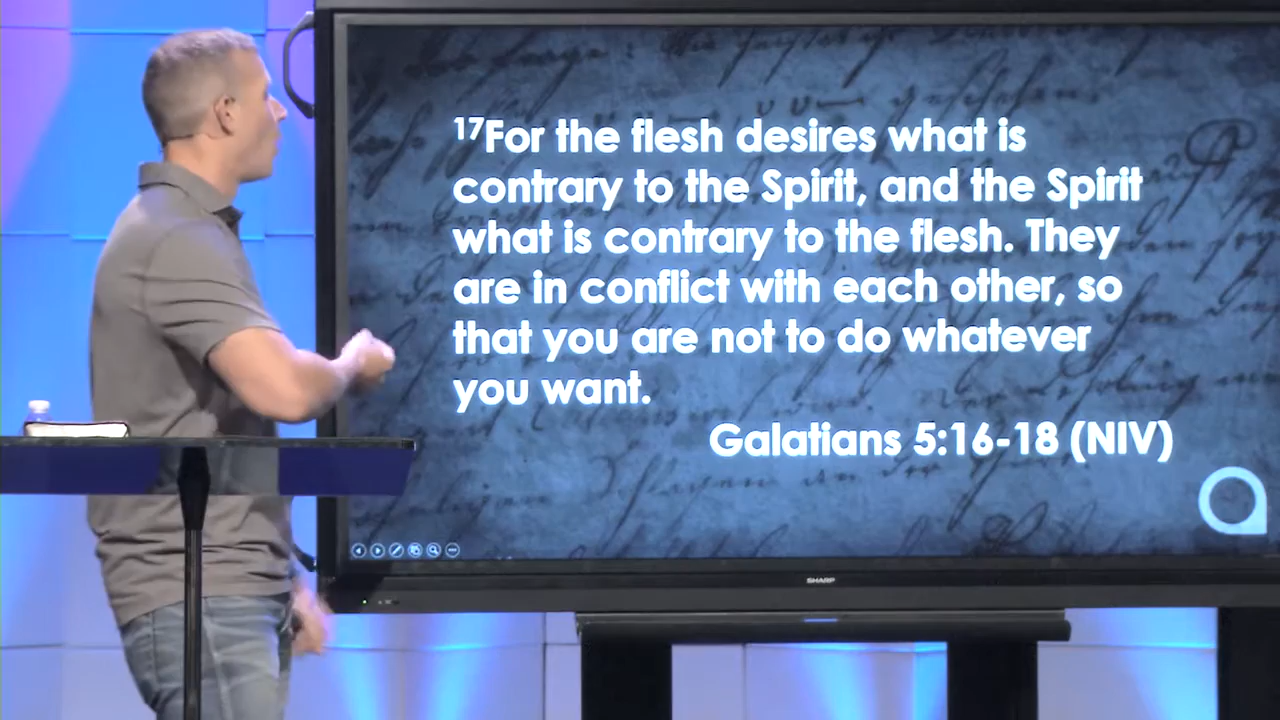 17For the flesh desires what is
contrary to the Spirit, and the Spirit
what is contrary to the flesh. They
are in conflict with each other, so
that you are not to do whatever
you want.
Galatians 5:16-18 (NIV)
SHARP